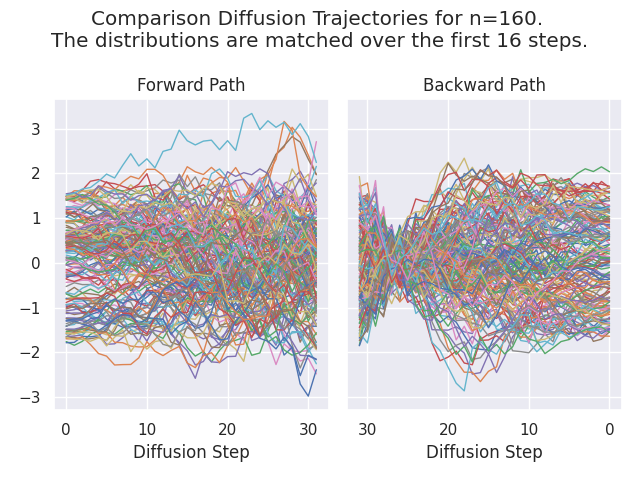 Comparison Diffusion Trajectories for n=160.
The distributions are matched over the first 16 steps.
Forward Path
Backward Path
3
2
1
0
−1
−2
−3
0
10
20
30
30
20
10
0
Diffusion Step
Diffusion Step